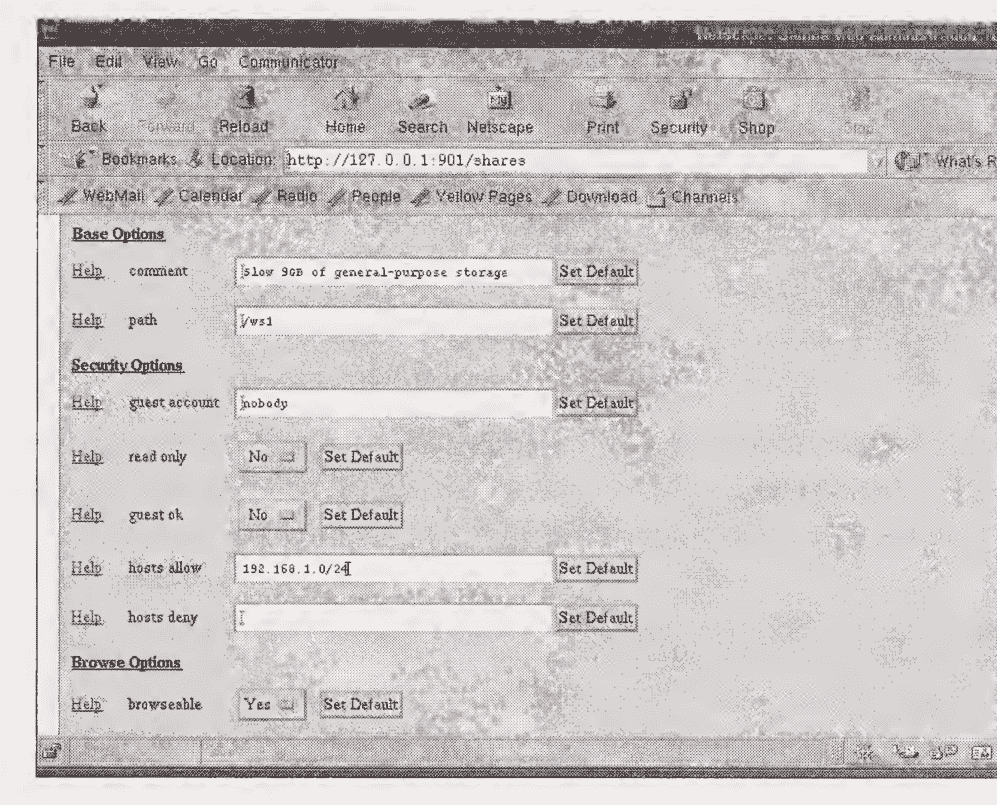 File Edit View Go Communicator
Back Forward Reload Home Search Netscape Print Security Shop Stop
Bookmarks Location: http://127.0.0.1:901/shares What's R
WebMail Calendar Radio People Yellow Pages Download Channels
Base Options
Help comment slow 9GB of general-purpose storage Set Default
Help path /ws1 Set Default
Security Options
Help guest account nobody Set Default
Help read only No Set Default
Help guest ok No Set Default
Help hosts allow 192.168.1.0/24 Set Default
Help hosts deny Set Default
Browse Options
Help browseable Yes Set Default